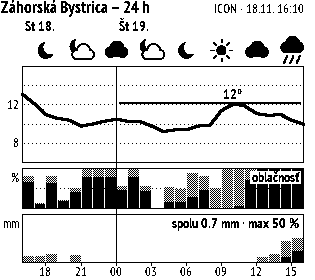 Záhorská Bystrica – 24 h
ICON · 18.11. 16:10
Št 18.
Št 19.
12°
12
8
%
oblačnosť
mm
spolu 0.7 mm · max 50 %
18 21 00 03 06 09 12 15